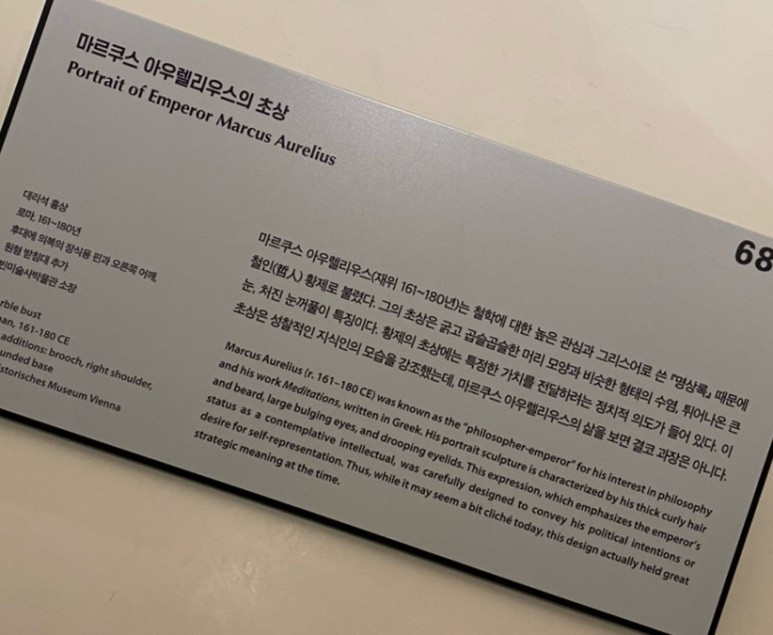 마르쿠스 아우렐리우스의 초상
Portrait of Emperor Marcus Aurelius
68
대리석 흉상
로마, 161~180년
후대에 의복의 장식용 핀과 오른쪽 어깨,
원형 받침대 추가
빈미술사박물관 소장
rble bust
an, 161-180 CE
additions: brooch, right shoulder,
unded base
istorisches Museum Vienna
마르쿠스 아우렐리우스(재위 161~180년)는 철학에 대한 높은 관심과 그리스어로 쓴 『명상록』 때문에
철인(哲人) 황제로 불렸다. 그의 초상은 굵고 곱슬곱슬한 머리 모양과 비슷한 형태의 수염, 튀어나온 큰
눈, 처진 눈꺼풀이 특징이다. 황제의 초상에는 특정한 가치를 전달하려는 정치적 의도가 들어 있다. 이
초상은 성찰적인 지식인의 모습을 강조했는데, 마르쿠스 아우렐리우스의 삶을 보면 결코 과장은 아니다.
Marcus Aurelius (r. 161~180 CE) was known as the "philosopher-emperor" for his interest in philosophy
and his work Meditations, written in Greek. His portrait sculpture is characterized by his thick curly hair
and beard, large bulging eyes, and drooping eyelids. This expression, which emphasizes the emperor's
status as a contemplative intellectual, was carefully designed to convey his political intentions or
desire for self-representation. Thus, while it may seem a bit cliché today, this design actually held great
strategic meaning at the time.